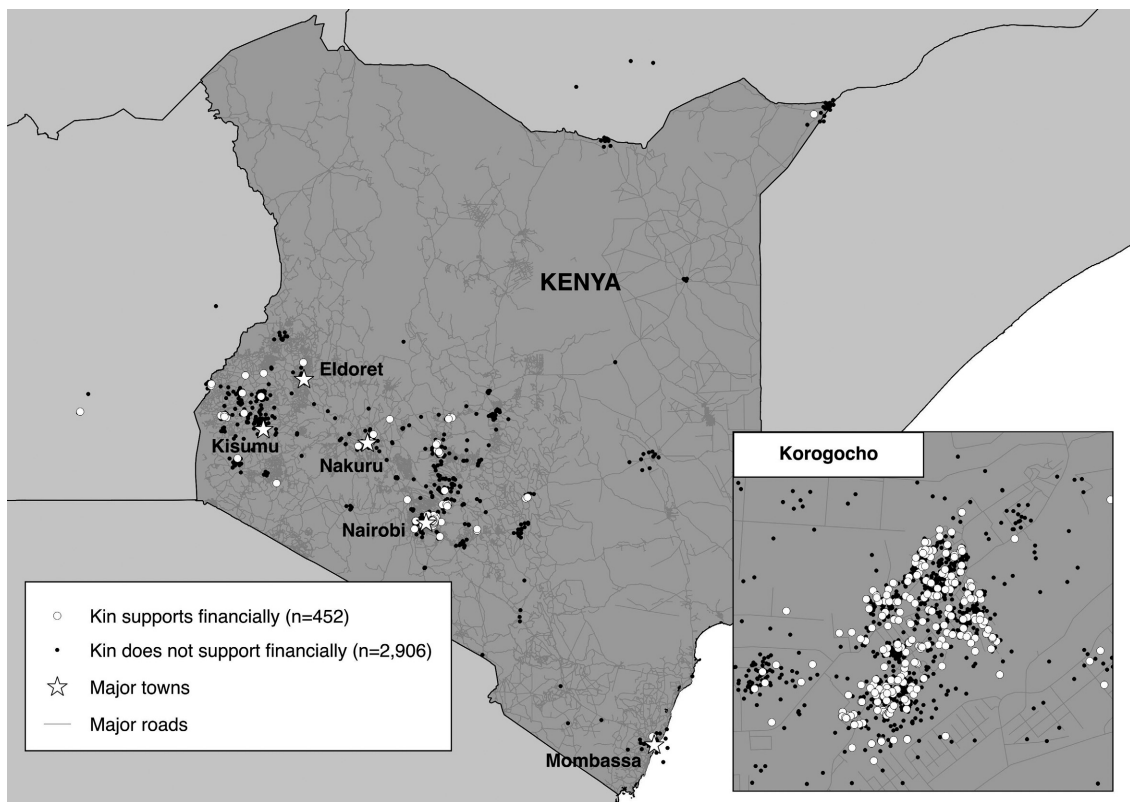 KENYA
Eldoret
Kisumu
Nakuru
Nairobi
Mombassa
Korogocho
Kin supports financially (n=452)
Kin does not support financially (n=2,906)
Major towns
Major roads